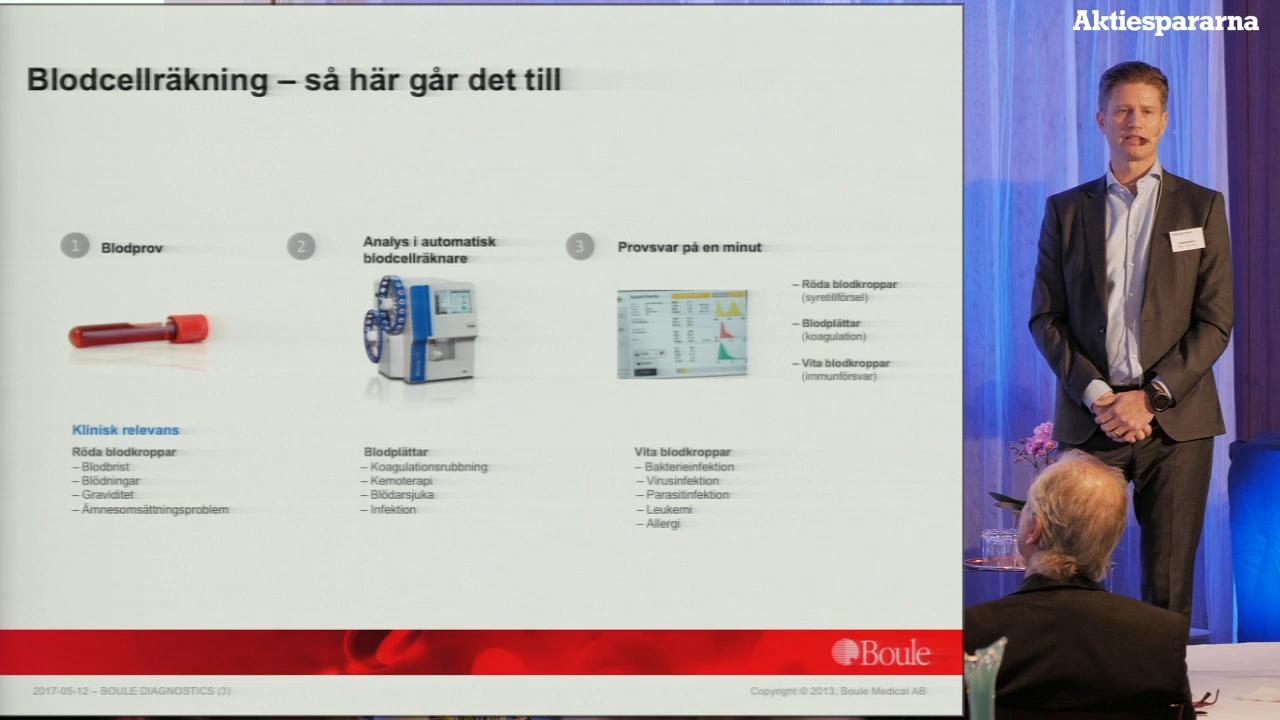 Aktiespararna
Blodcellräkning – så här går det till
1
Blodprov
2
Analys i automatisk
blodcellräknare
3
Provsvar på en minut
– Röda blodkroppar
(syretillförsel)
– Blodplättar
(koagulation)
– Vita blodkroppar
(immunförsvar)
Klinisk relevans
Röda blodkroppar
– Blodbrist
– Blödningar
– Graviditet
– Ämnesomsättningsproblem
Blodplättar
– Koagulationsrubbning
– Kemoterapi
– Blödarsjuka
– Infektion
Vita blodkroppar
– Bakterieinfektion
– Virusinfektion
– Parasitinfektion
– Leukemi
– Allergi
Boule
2017-05-12 – BOULE DIAGNOSTICS (3)
Copyright © 2013, Boule Medical AB